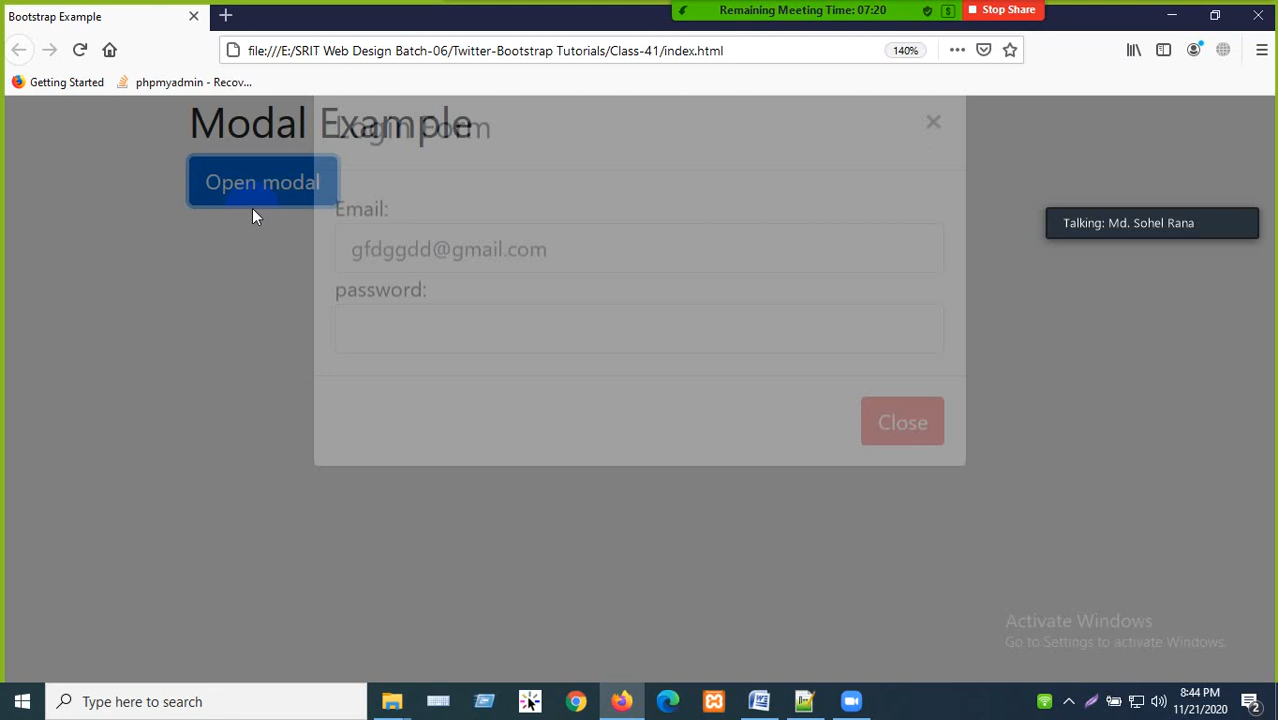 Bootstrap Example
Remaining Meeting Time: 07:20
Stop Share
file:///E:/SRIT Web Design Batch-06/Twitter-Bootstrap Tutorials/Class-41/index.html
140%
Getting Started
phpmyadmin - Recov...
Modal Example
Login Form
×
Open modal
Email:
Talking: Md. Sohel Rana
gfdggdd@gmail.com
password:
Close
Activate Windows
Go to Settings to activate Windows.
Type here to search
8:44 PM
11/21/2020
2